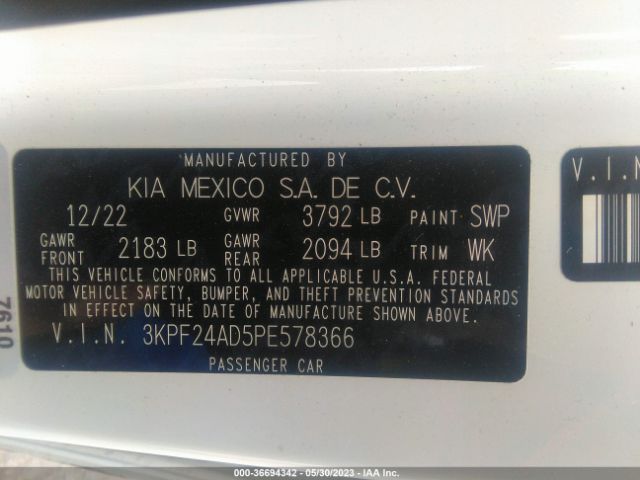 MANUFACTURED BY
KIA MEXICO S.A. DE C.V.
12/22 GVWR 3792 LB PAINT SWP
GAWR FRONT 2183 LB GAWR REAR 2094 LB TRIM WK
THIS VEHICLE CONFORMS TO ALL APPLICABLE U.S.A. FEDERAL
MOTOR VEHICLE SAFETY, BUMPER, AND THEFT PREVENTION STANDARDS
IN EFFECT ON THE DATE OF MANUFACTURE SHOWN ABOVE.
V.I.N. 3KPF24AD5PE578366
PASSENGER CAR
V.I.N
7610
000-36694342 - 05/30/2023 - IAA Inc.